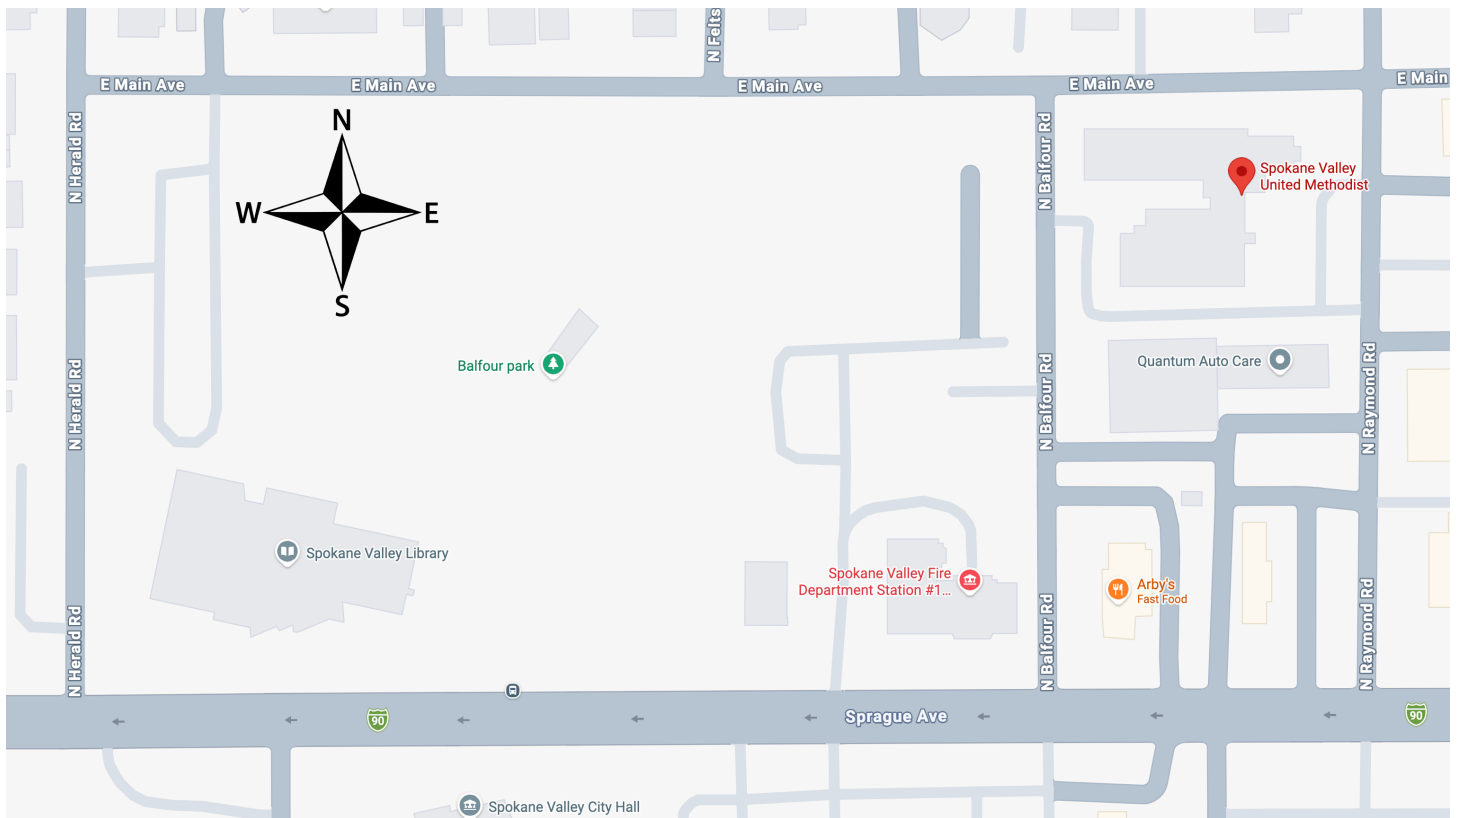 N Felts
E Main Ave
E Main Ave
E Main Ave
E Main Ave
E Main
N Herald Rd
N
W
E
S
N Balfour Rd
Spokane Valley
United Methodist
Balfour park
N Herald Rd
N Balfour Rd
Quantum Auto Care
N Raymond Rd
Spokane Valley Library
Spokane Valley Fire
Department Station #1...
Arby's
Fast Food
N Herald Rd
N Balfour Rd
N Raymond Rd
90
Sprague Ave
90
Spokane Valley City Hall